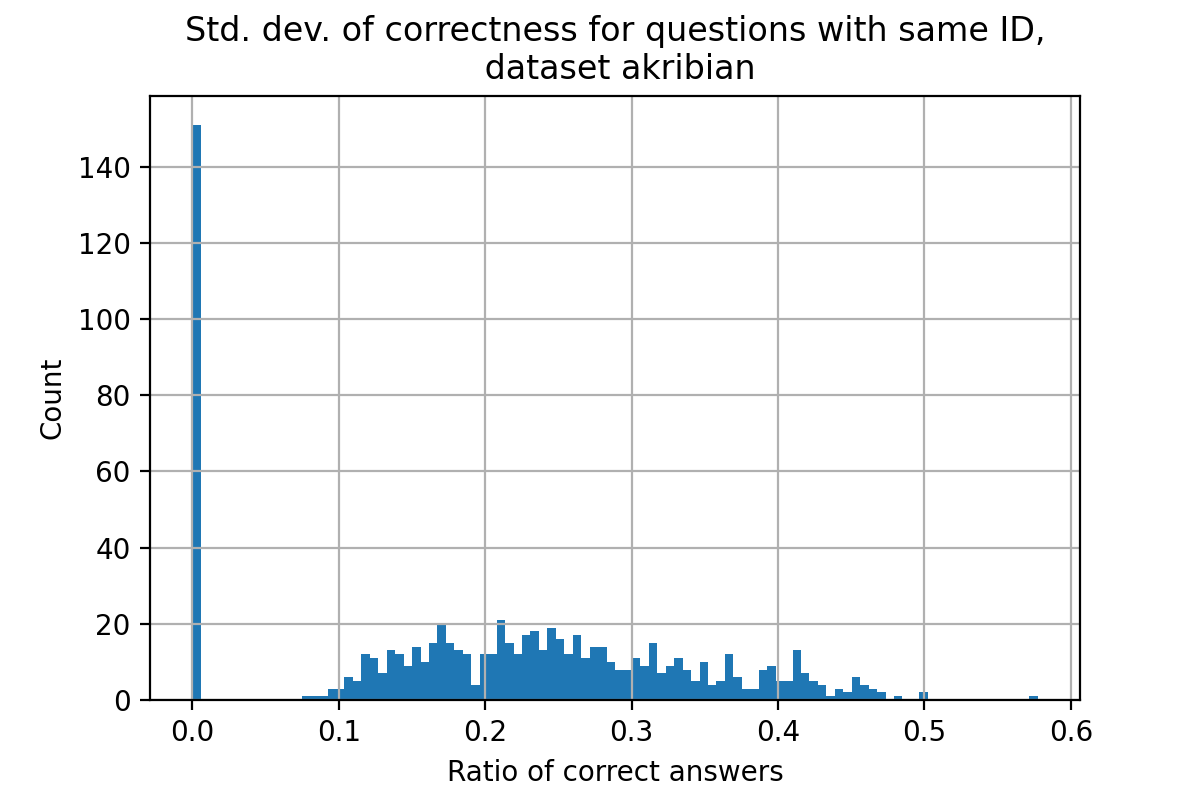 Std. dev. of correctness for questions with same ID,
dataset akribian
140
120
100
80
60
40
20
0
Count
0.0 0.1 0.2 0.3 0.4 0.5 0.6
Ratio of correct answers